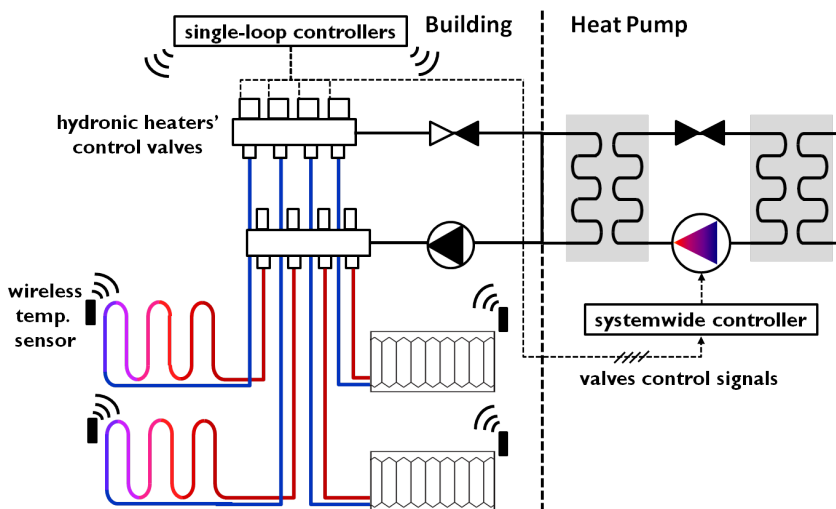 single-loop controllers
Building
Heat Pump
hydronic heaters'
control valves
wireless
temp.
sensor
systemwide controller
valves control signals